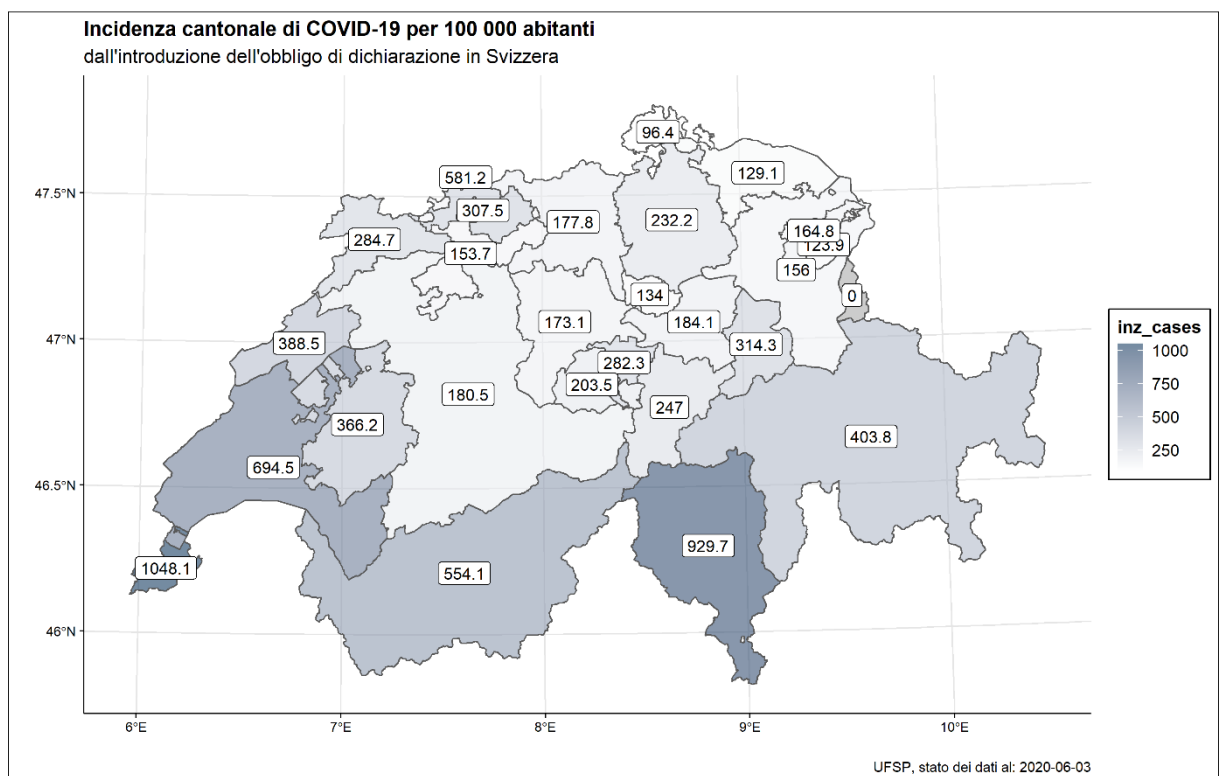 Incidenza cantonale di COVID-19 per 100 000 abitanti
dall'introduzione dell'obbligo di dichiarazione in Svizzera
96.4
581.2
129.1
47.5°N
307.5
177.8
232.2
164.8
123.9
284.7
153.7
156
134
0
173.1
184.1
47°N
388.5
314.3
282.3
203.5
180.5
247
366.2
403.8
694.5
46.5°N
929.7
1048.1
554.1
46°N
6°E
7°E
8°E
9°E
10°E
inz_cases
1000
750
500
250
UFSP, stato dei dati al: 2020-06-03